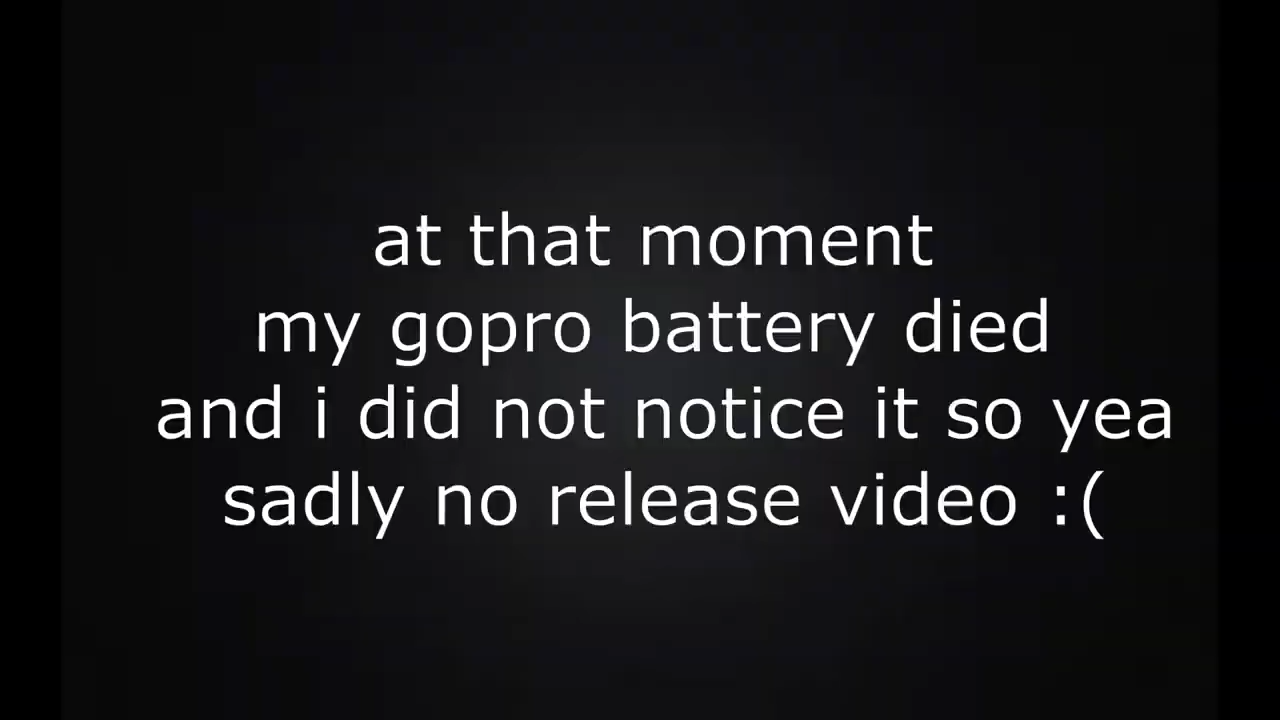 at that moment
my gopro battery died
and i did not notice it so yea
sadly no release video :(